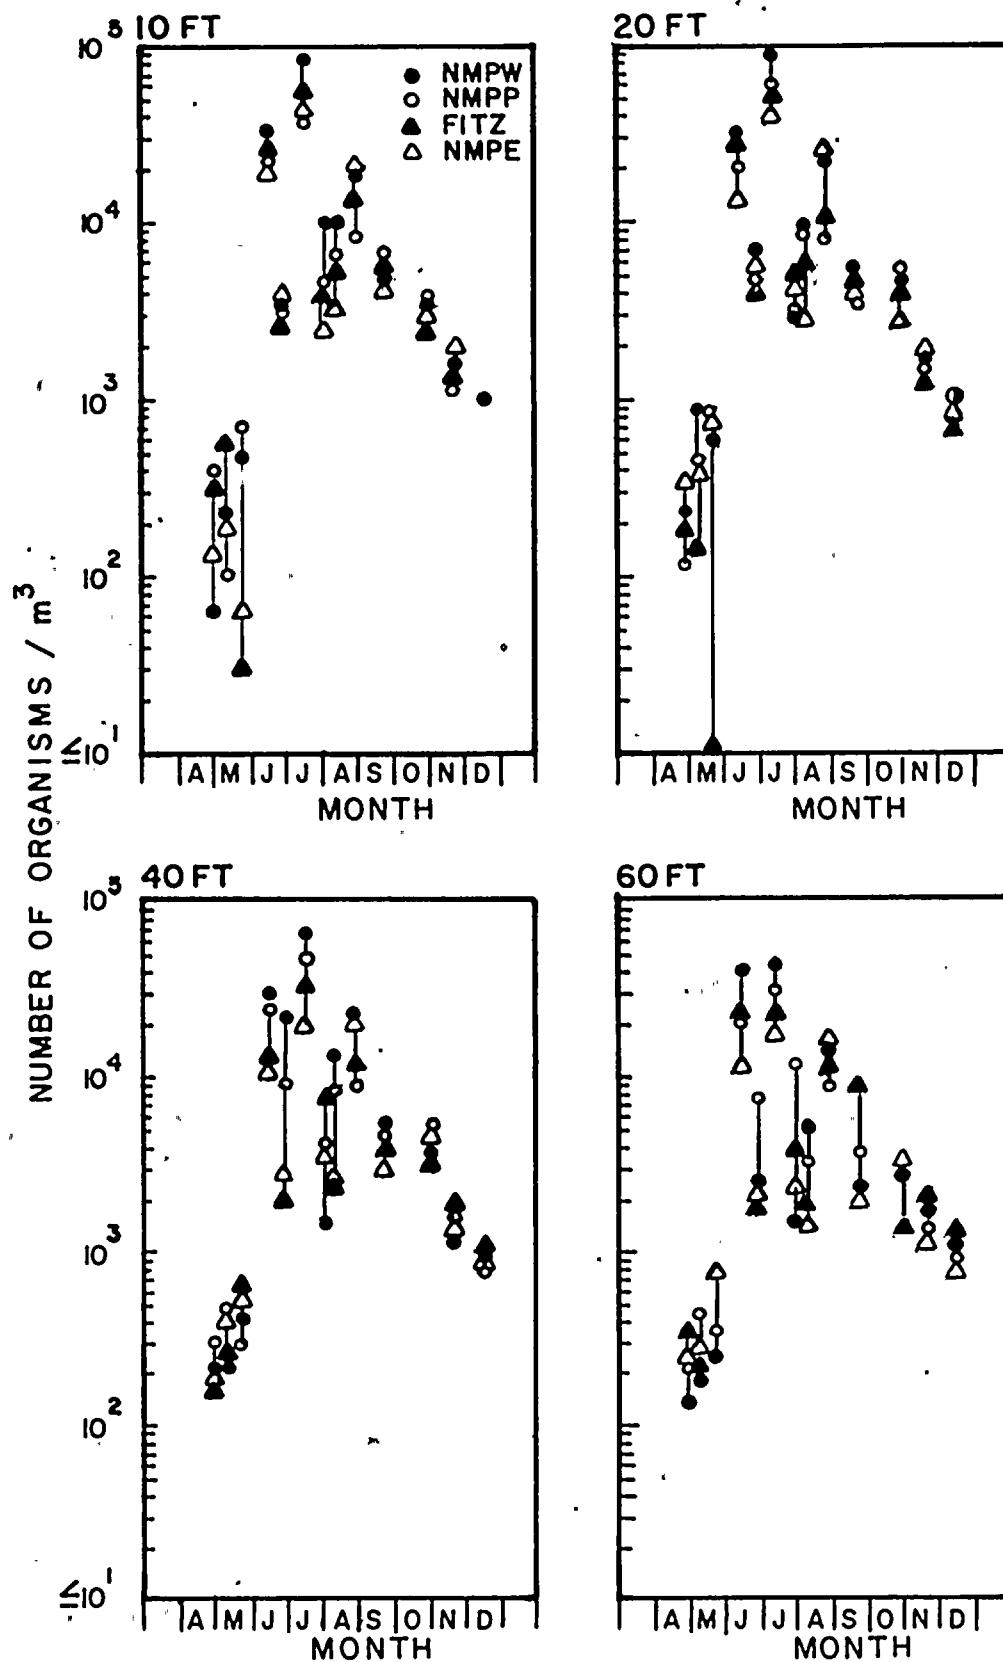 10 FT
10⁵
● NMPW
○ NMPP
▲ FITZ
△ NMPE
10⁴
10³
10²
≤10¹
A M J J A S O N D
MONTH
20 FT
A M J J A S O N D
MONTH
NUMBER OF ORGANISMS / m³
40 FT
10⁵
10⁴
10³
10²
≤10¹
A M J J A S O N D
MONTH
60 FT
A M J J A S O N D
MONTH